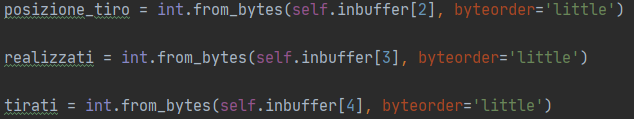 posizione_tiro = int.from_bytes(self.inbuffer[2], byteorder='little')
realizzati = int.from_bytes(self.inbuffer[3], byteorder='little')
tirati = int.from_bytes(self.inbuffer[4], byteorder='little')